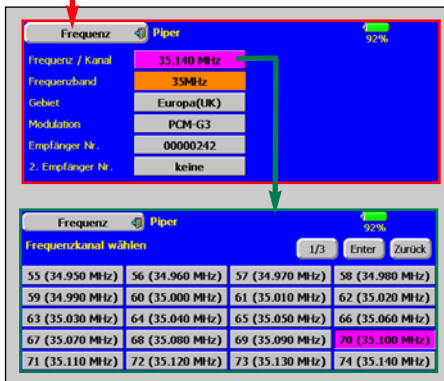 Frequenz Piper 92%
Frequenz / Kanal 35.140 MHz
Frequenzband 35MHz
Gebiet Europa(UK)
Modulation PCM-G3
Empfänger Nr. 00000242
2. Empfänger Nr. keine
Frequenz Piper 92%
Frequenzkanal wählen 1/3 Enter Zurück
55 (34.950 MHz) 56 (34.960 MHz) 57 (34.970 MHz) 58 (34.980 MHz)
59 (34.990 MHz) 60 (35.000 MHz) 61 (35.010 MHz) 62 (35.020 MHz)
63 (35.030 MHz) 64 (35.040 MHz) 65 (35.050 MHz) 66 (35.060 MHz)
67 (35.070 MHz) 68 (35.080 MHz) 69 (35.090 MHz) 70 (35.100 MHz)
71 (35.110 MHz) 72 (35.120 MHz) 73 (35.130 MHz) 74 (35.140 MHz)